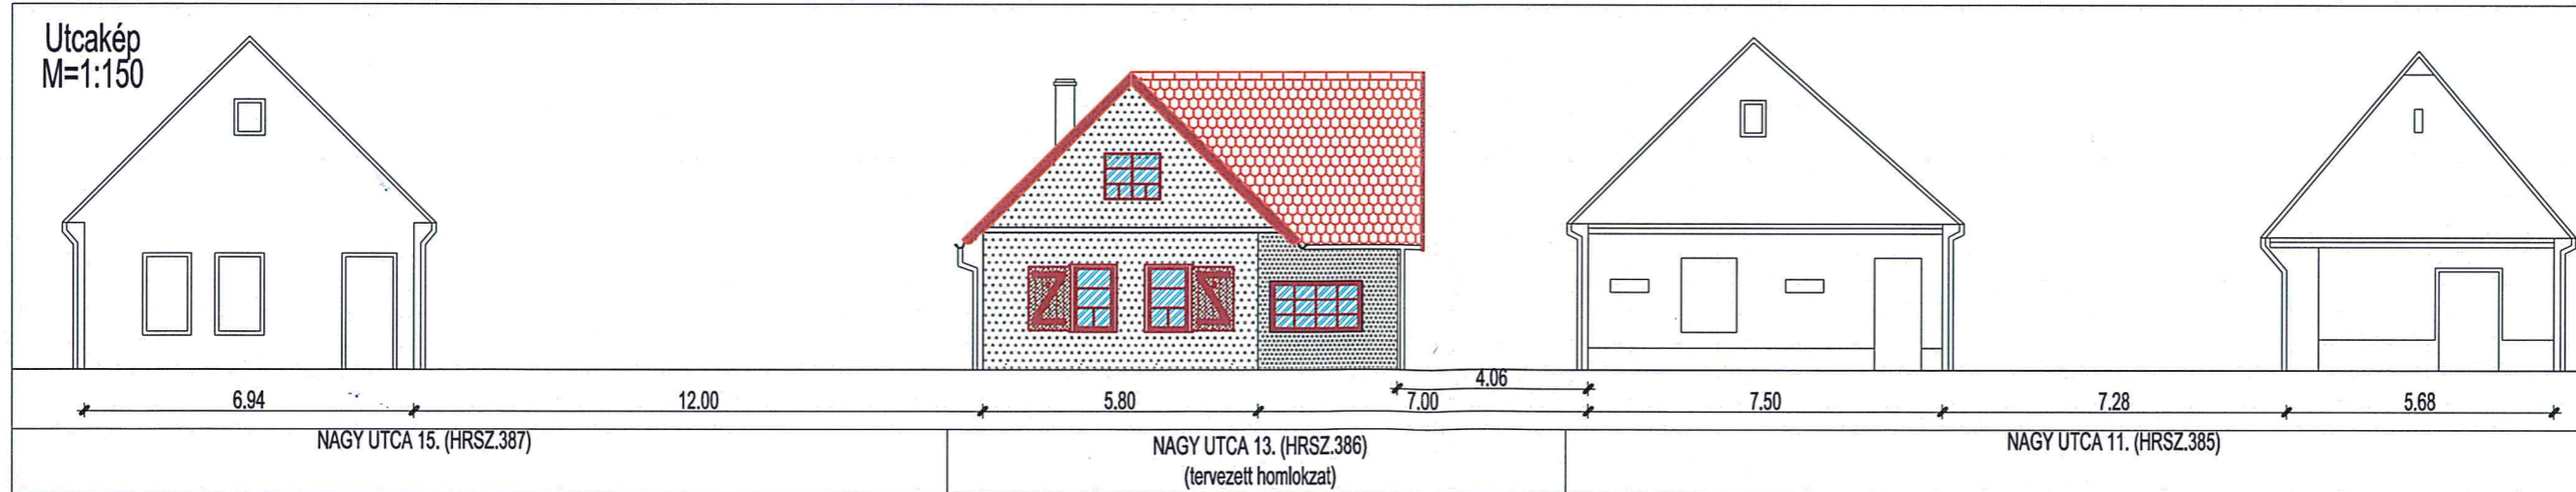 Utcakép
M=1:150
4.06
6.94 12.00 5.80 7.00 7.50 7.28 5.68
NAGY UTCA 15. (HRSZ.387) NAGY UTCA 13. (HRSZ.386) NAGY UTCA 11. (HRSZ.385)
(tervezett homlokzat)